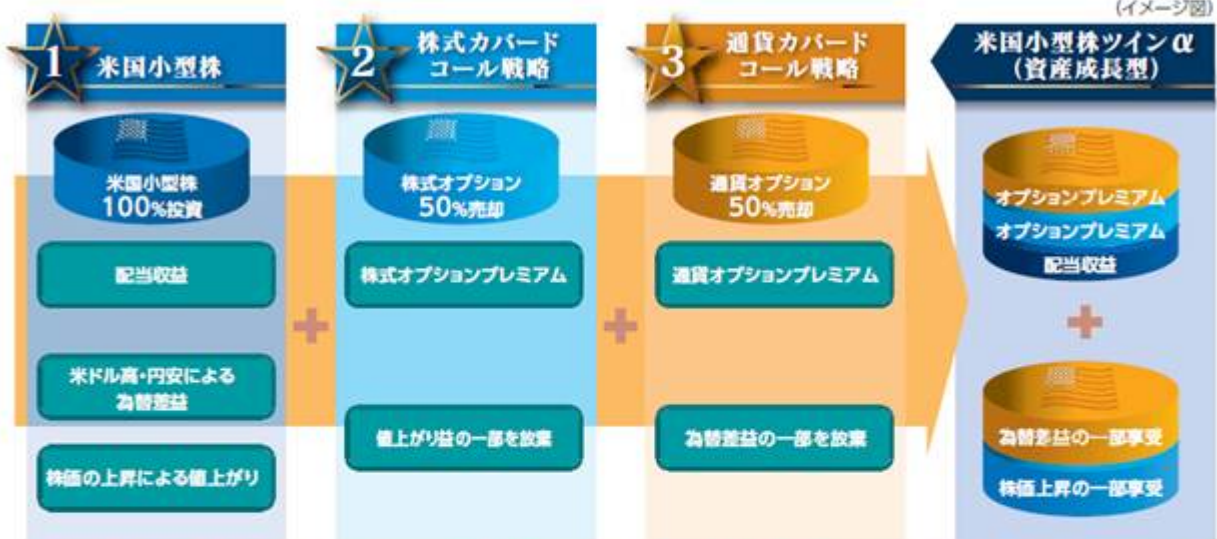 (イメージ図)
1 米国小型株
米国小型株
100%投資
配当収益
米ドル高・円安による
為替差益
株価の上昇による値上がり
+
2 株式カバード
コール戦略
株式オプション
50%売却
株式オプションプレミアム
値上がり益の一部を放棄
+
3 通貨カバード
コール戦略
通貨オプション
50%売却
通貨オプションプレミアム
為替差益の一部を放棄
米国小型株ツインα
(資産成長型)
オプションプレミアム
オプションプレミアム
配当収益
+
為替差益の一部享受
株価上昇の一部享受